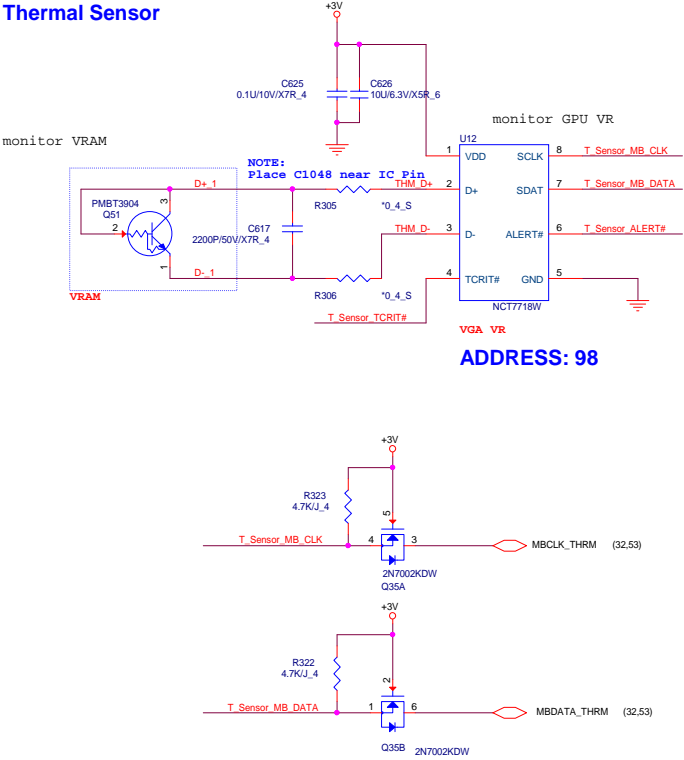 Thermal Sensor
+3V
C625
0.1U/10V/X7R_4
C626
10U/6.3V/X5R_6
monitor GPU VR
monitor VRAM
U12
NOTE:
Place C1048 near IC Pin
1
VDD
SCLK
8
T_Sensor_MB_CLK
D+_1
THM_D+
2
D+
SDAT
7
T_Sensor_MB_DATA
PMBT3904
Q51
3
2
1
R305
*0_4_S
C617
2200P/50V/X7R_4
THM_D-
3
D-
ALERT#
6
T_Sensor_ALERT#
D-_1
4
TCRIT#
GND
5
VRAM
R306
*0_4_S
NCT7718W
T_Sensor_TCRIT#
VGA VR
ADDRESS: 98
+3V
R323
4.7K/J_4
5
T_Sensor_MB_CLK
4
3
MBCLK_THRM
(32,53)
2N7002KDW
Q35A
+3V
R322
4.7K/J_4
2
T_Sensor_MB_DATA
1
6
MBDATA_THRM
(32,53)
Q35B
2N7002KDW